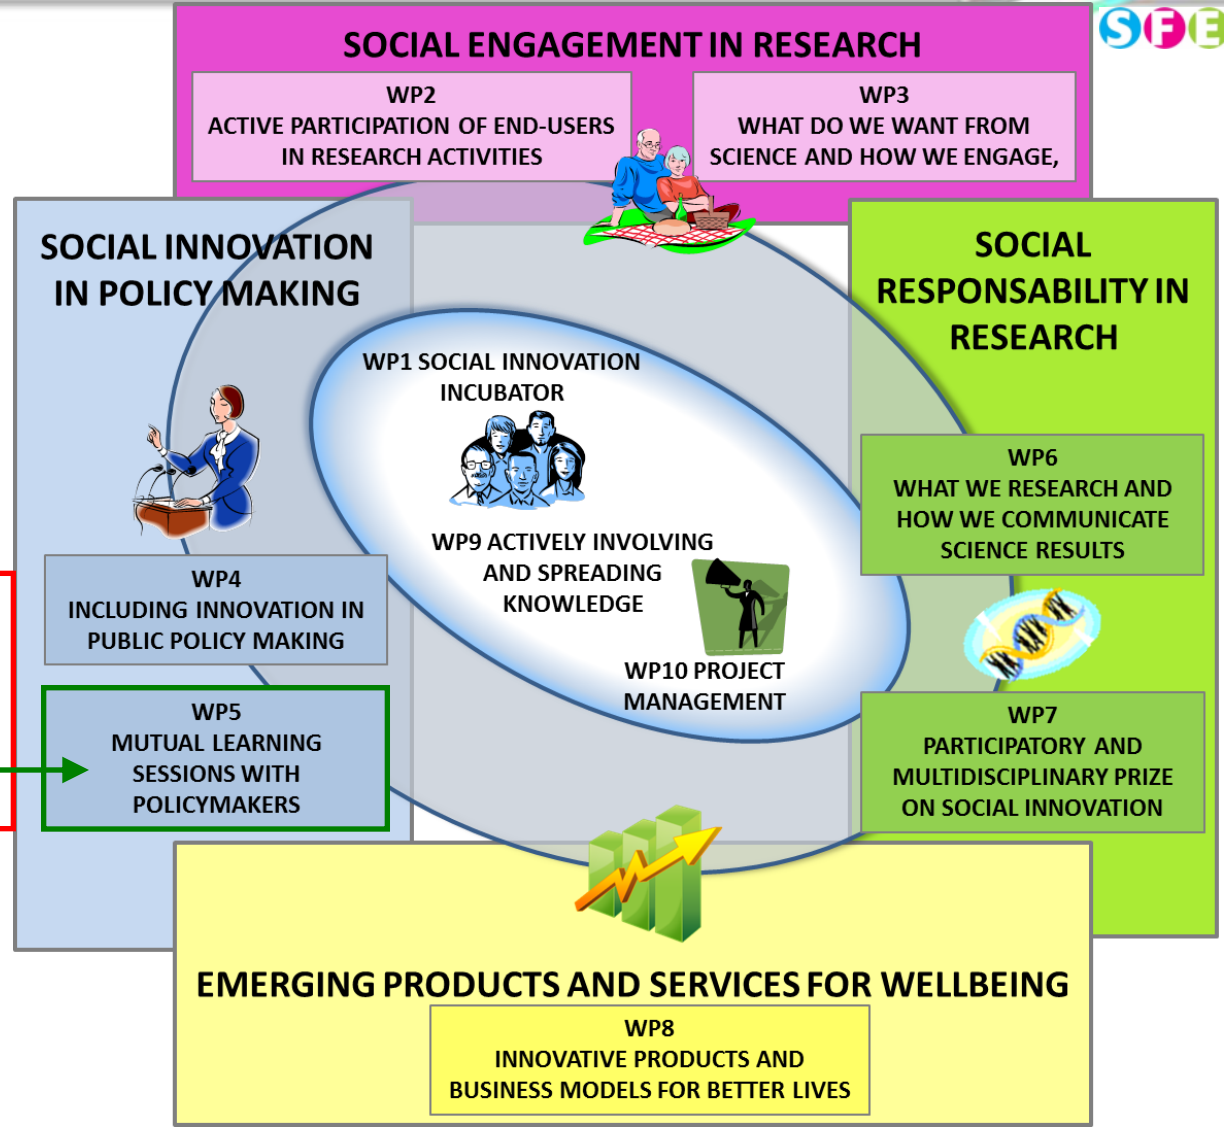 SFE
SOCIAL ENGAGEMENT IN RESEARCH
WP2
ACTIVE PARTICIPATION OF END-USERS
IN RESEARCH ACTIVITIES
WP3
WHAT DO WE WANT FROM
SCIENCE AND HOW WE ENGAGE,
SOCIAL INNOVATION
IN POLICY MAKING
SOCIAL
RESPONSABILITY IN
RESEARCH
WP1 SOCIAL INNOVATION
INCUBATOR
WP9 ACTIVELY INVOLVING
AND SPREADING
KNOWLEDGE
WP10 PROJECT
MANAGEMENT
WP4
INCLUDING INNOVATION IN
PUBLIC POLICY MAKING
WP5
MUTUAL LEARNING
SESSIONS WITH
POLICYMAKERS
WP6
WHAT WE RESEARCH AND
HOW WE COMMUNICATE
SCIENCE RESULTS
WP7
PARTICIPATORY AND
MULTIDISCIPLINARY PRIZE
ON SOCIAL INNOVATION
EMERGING PRODUCTS AND SERVICES FOR WELLBEING
WP8
INNOVATIVE PRODUCTS AND
BUSINESS MODELS FOR BETTER LIVES